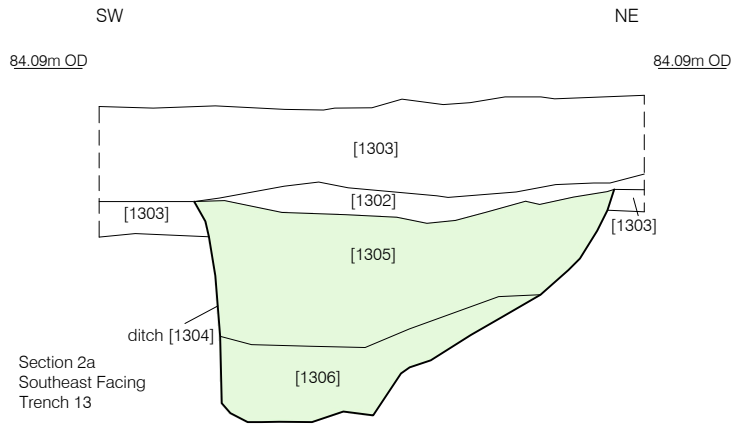 SW
NE
84.09m OD
84.09m OD
[1303]
[1302]
[1303]
[1303]
[1305]
ditch [1304]
[1306]
Section 2a
Southeast Facing
Trench 13